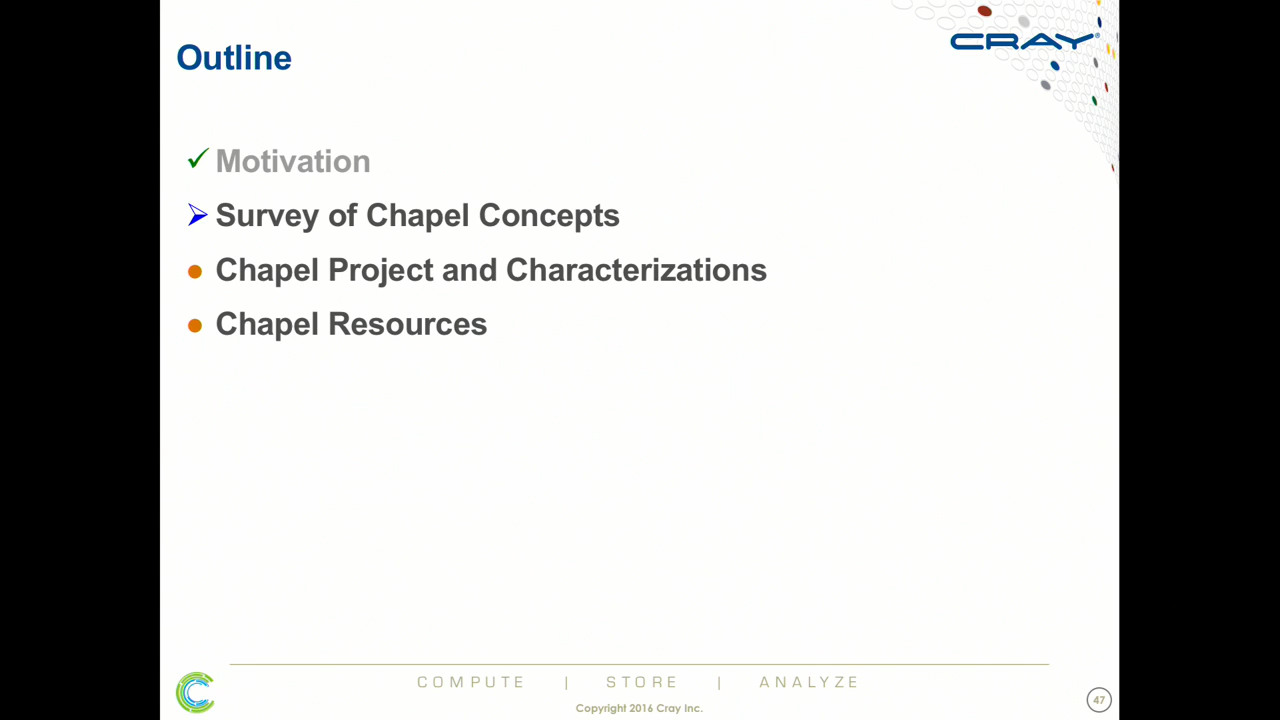 CRAY®
Outline
Motivation
Survey of Chapel Concepts
Chapel Project and Characterizations
Chapel Resources
COMPUTE | STORE | ANALYZE
Copyright 2016 Cray Inc.
47